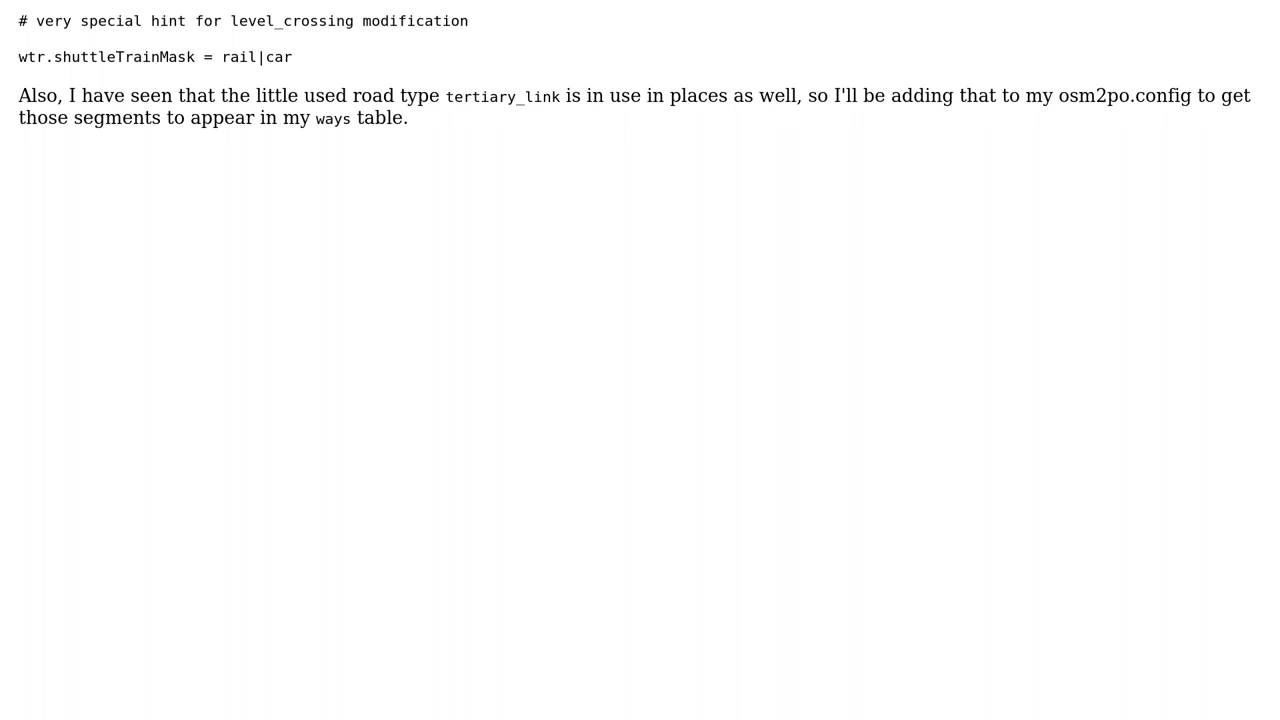 # very special hint for level_crossing modification
wtr.shuttleTrainMask = rail|car
Also, I have seen that the little used road type tertiary_link is in use in places as well, so I'll be adding that to my osm2po.config to get
those segments to appear in my ways table.